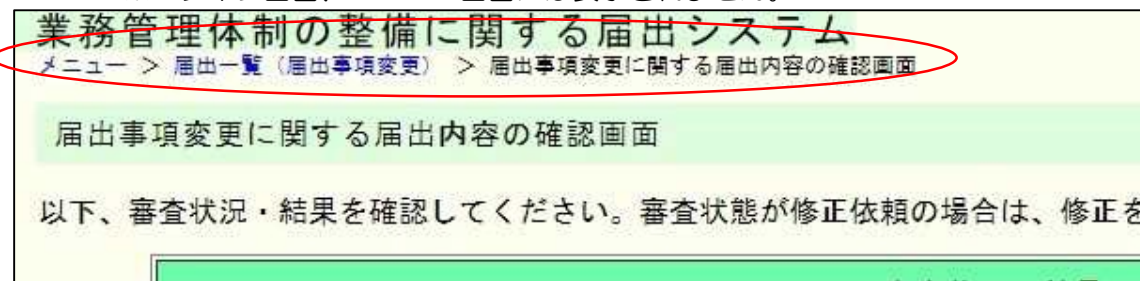 業務管理体制の整備に関する届出システム
メニュー > 届出一覧（届出事項変更） > 届出事項変更に関する届出内容の確認画面
届出事項変更に関する届出内容の確認画面
以下、審査状況・結果を確認してください。審査状態が修正依頼の場合は、修正を